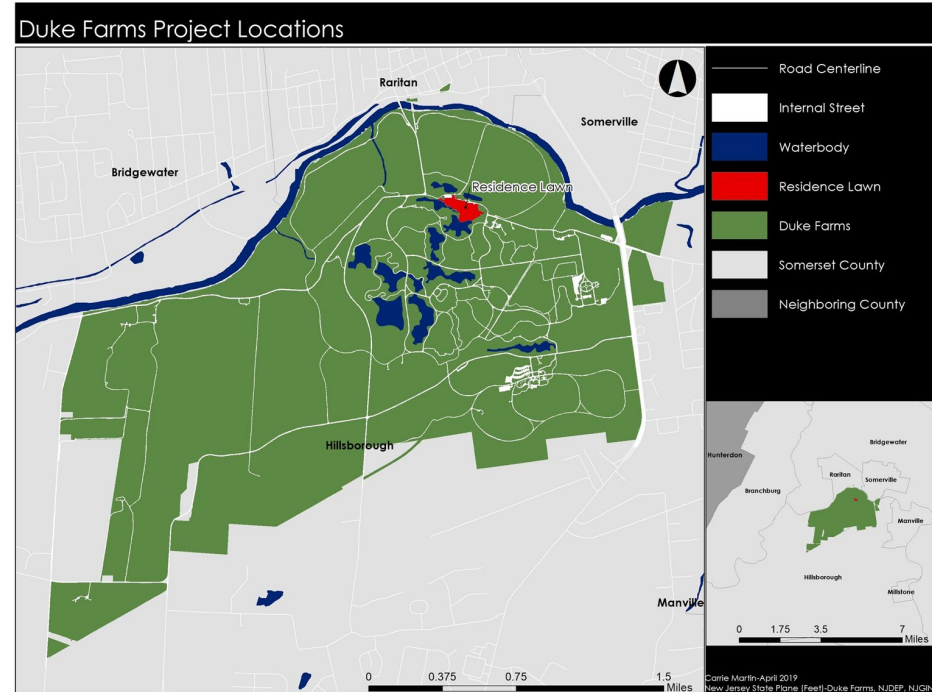 Duke Farms Project Locations
Raritan
Somerville
Bridgewater
Residence Lawn
Hillsborough
Manville
0 0.375 0.75 1.5
Miles
Road Centerline
Internal Street
Waterbody
Residence Lawn
Duke Farms
Somerset County
Neighboring County
Bridgewater
Hunterdon
Raritan
Somerville
Branchburg
Manville
Hillsborough
Millstone
0 1.75 3.5 7
Miles
Carrie Martin-April 2019
New Jersey State Plane (Feet)-Duke Farms, NJDEP, NJGIN